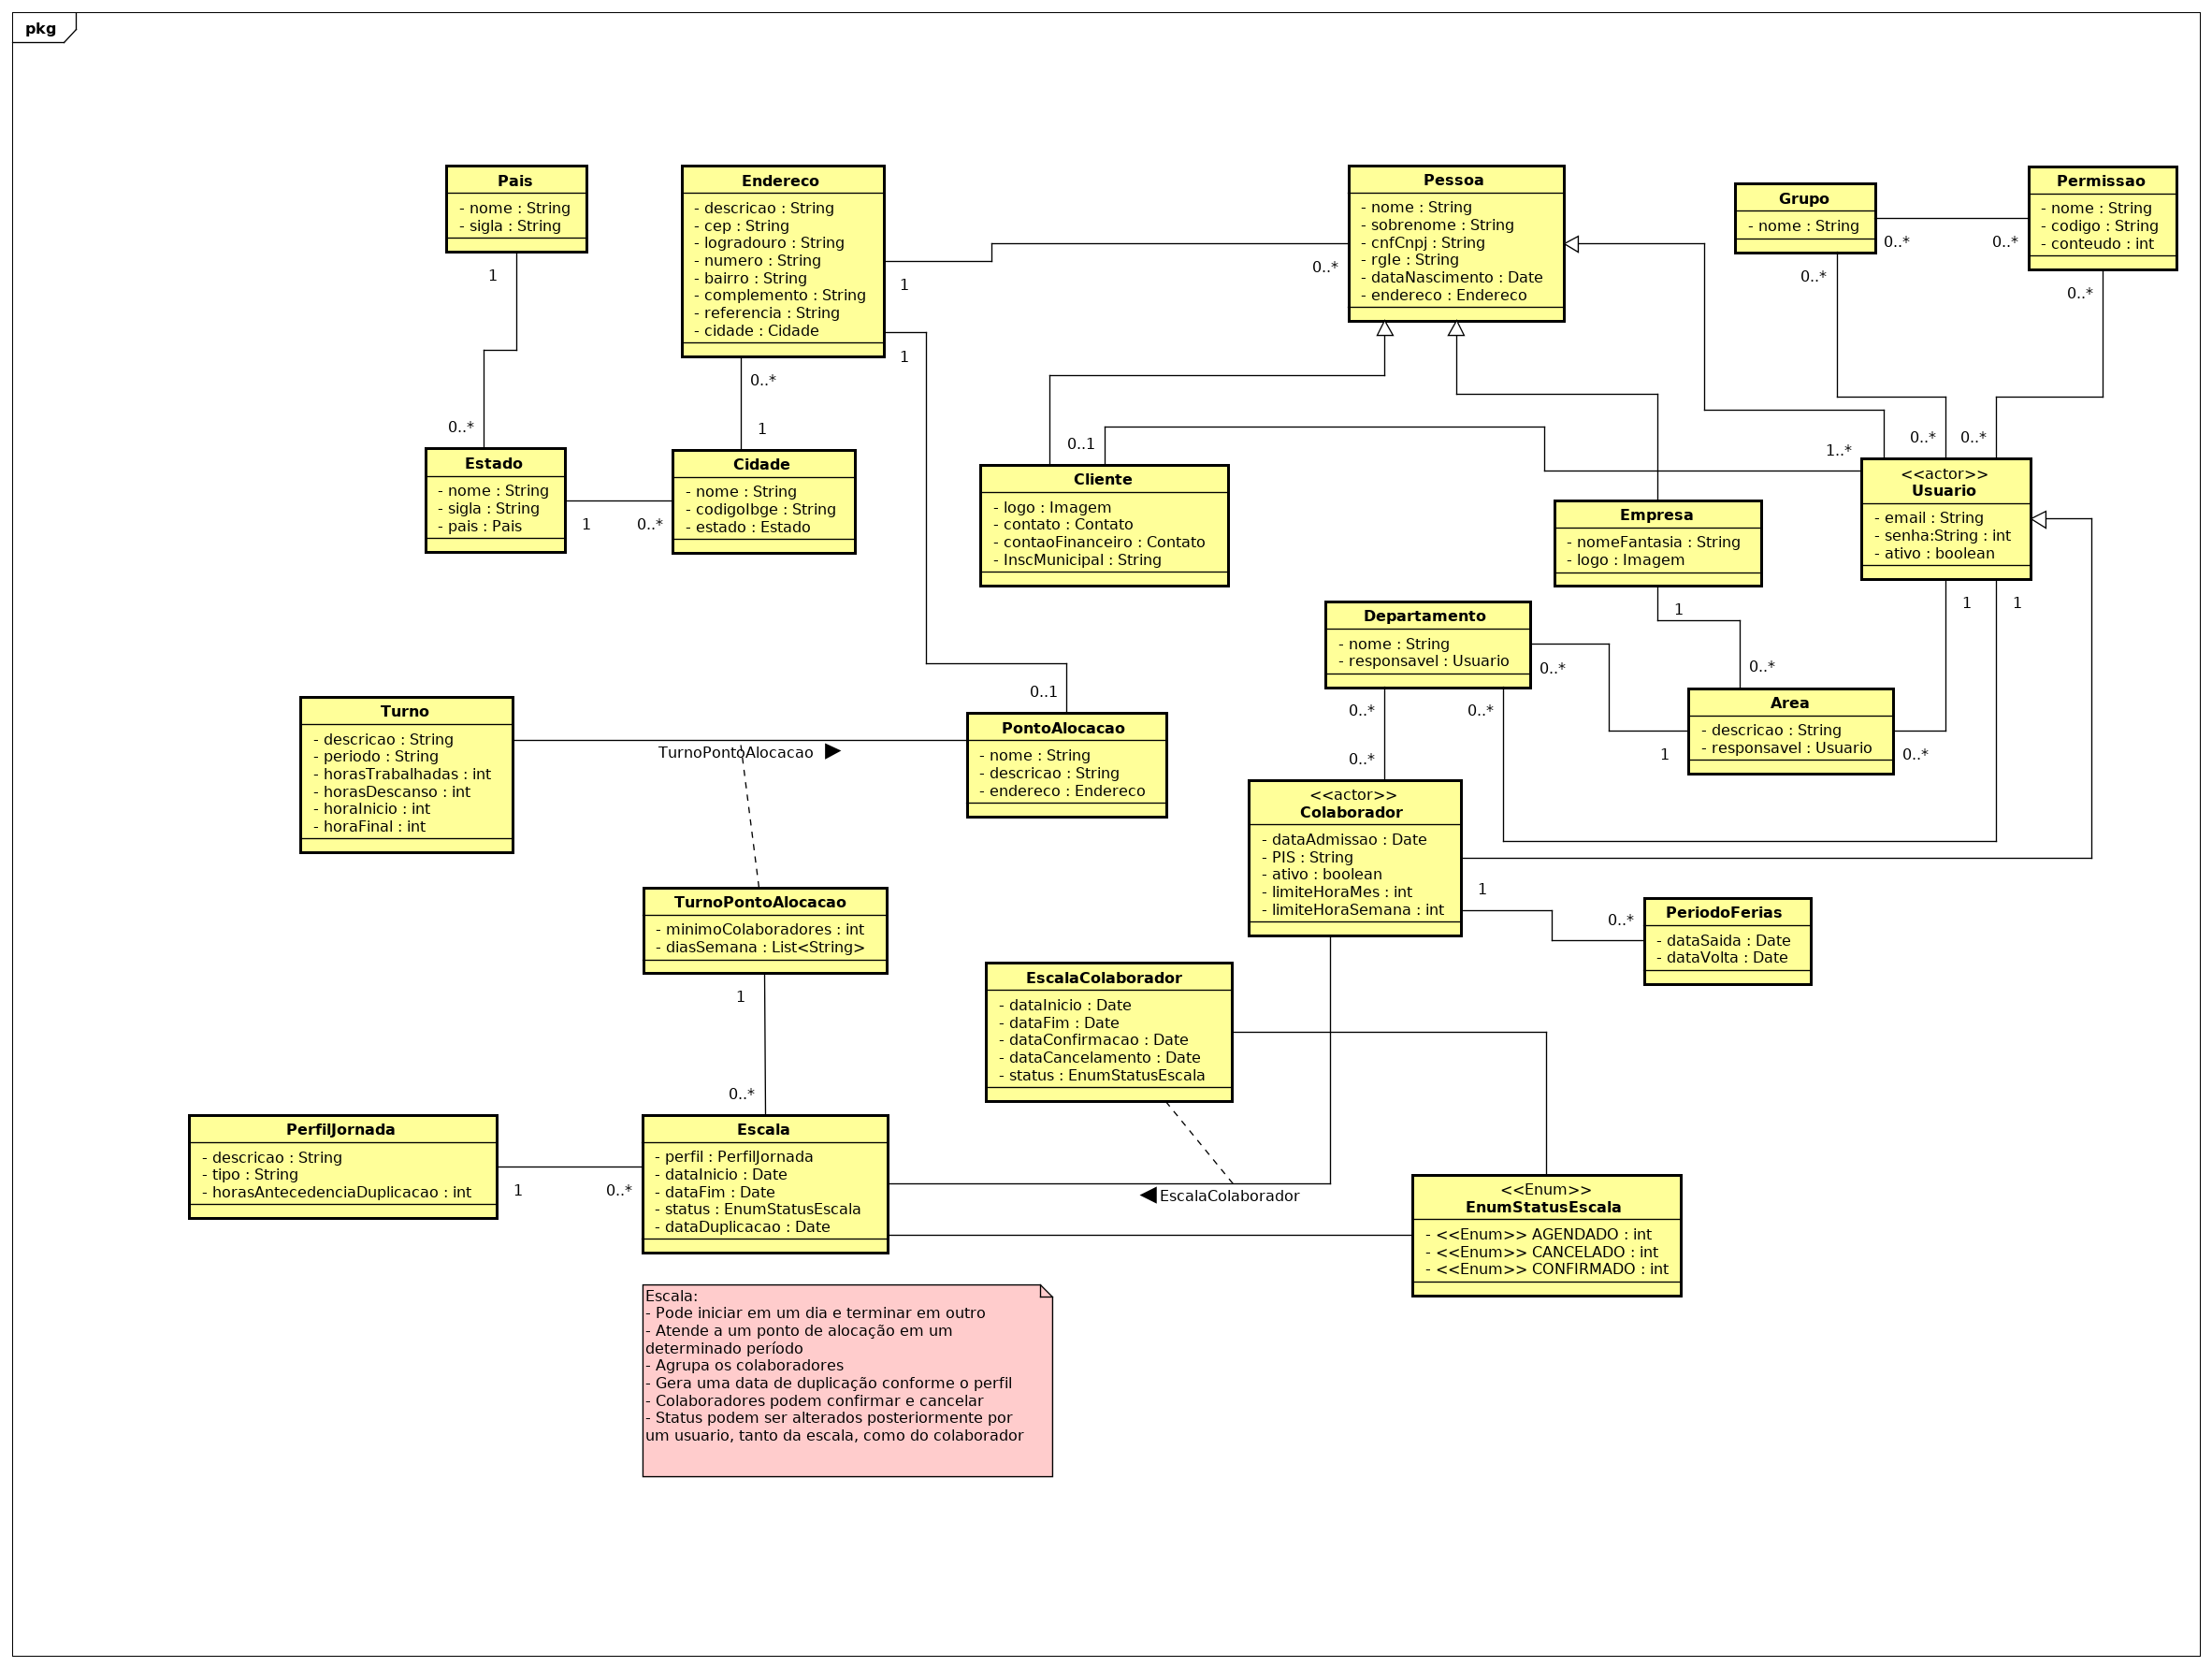 pkg
Pais
- nome : String
- sigla : String
1
Endereco
- descricao : String
- cep : String
- logradouro : String
- numero : String
- bairro : String
- complemento : String
- referencia : String
- cidade : Cidade
1
1
0..*
Pessoa
- nome : String
- sobrenome : String
- cnfCnpj : String
- rgIe : String
- dataNascimento : Date
- endereco : Endereco
0..*
Grupo
- nome : String
0..*
0..*
0..*
Permissao
- nome : String
- codigo : String
- conteudo : int
0..*
0..*
Estado
- nome : String
- sigla : String
- pais : Pais
1
0..*
1
Cidade
- nome : String
- codigoIbge : String
- estado : Estado
0..1
Cliente
- logo : Imagem
- contato : Contato
- contaoFinanceiro : Contato
- InscMunicipal : String
Empresa
- nomeFantasia : String
- logo : Imagem
1
1..*
0..*
0..*
<<actor>>
Usuario
- email : String
- senha:String : int
- ativo : boolean
1
1
Departamento
- nome : String
- responsavel : Usuario
0..*
0..*
0..*
0..*
Area
- descricao : String
- responsavel : Usuario
1
0..*
Turno
- descricao : String
- periodo : String
- horasTrabalhadas : int
- horasDescanso : int
- horaInicio : int
- horaFinal : int
TurnoPontoAlocacao
0..1
PontoAlocacao
- nome : String
- descricao : String
- endereco : Endereco
0..*
<<actor>>
Colaborador
- dataAdmissao : Date
- PIS : String
- ativo : boolean
- limiteHoraMes : int
- limiteHoraSemana : int
1
0..*
PeriodoFerias
- dataSaida : Date
- dataVolta : Date
TurnoPontoAlocacao
- minimoColaboradores : int
- diasSemana : List<String>
1
0..*
EscalaColaborador
- dataInicio : Date
- dataFim : Date
- dataConfirmacao : Date
- dataCancelamento : Date
- status : EnumStatusEscala
PerfilJornada
- descricao : String
- tipo : String
- horasAntecedenciaDuplicacao : int
1
0..*
Escala
- perfil : PerfilJornada
- dataInicio : Date
- dataFim : Date
- status : EnumStatusEscala
- dataDuplicacao : Date
EscalaColaborador
<<Enum>>
EnumStatusEscala
- <<Enum>> AGENDADO : int
- <<Enum>> CANCELADO : int
- <<Enum>> CONFIRMADO : int
Escala:
- Pode iniciar em um dia e terminar em outro
- Atende a um ponto de alocação em um
determinado período
- Agrupa os colaboradores
- Gera uma data de duplicação conforme o perfil
- Colaboradores podem confirmar e cancelar
- Status podem ser alterados posteriormente por
um usuario, tanto da escala, como do colaborador